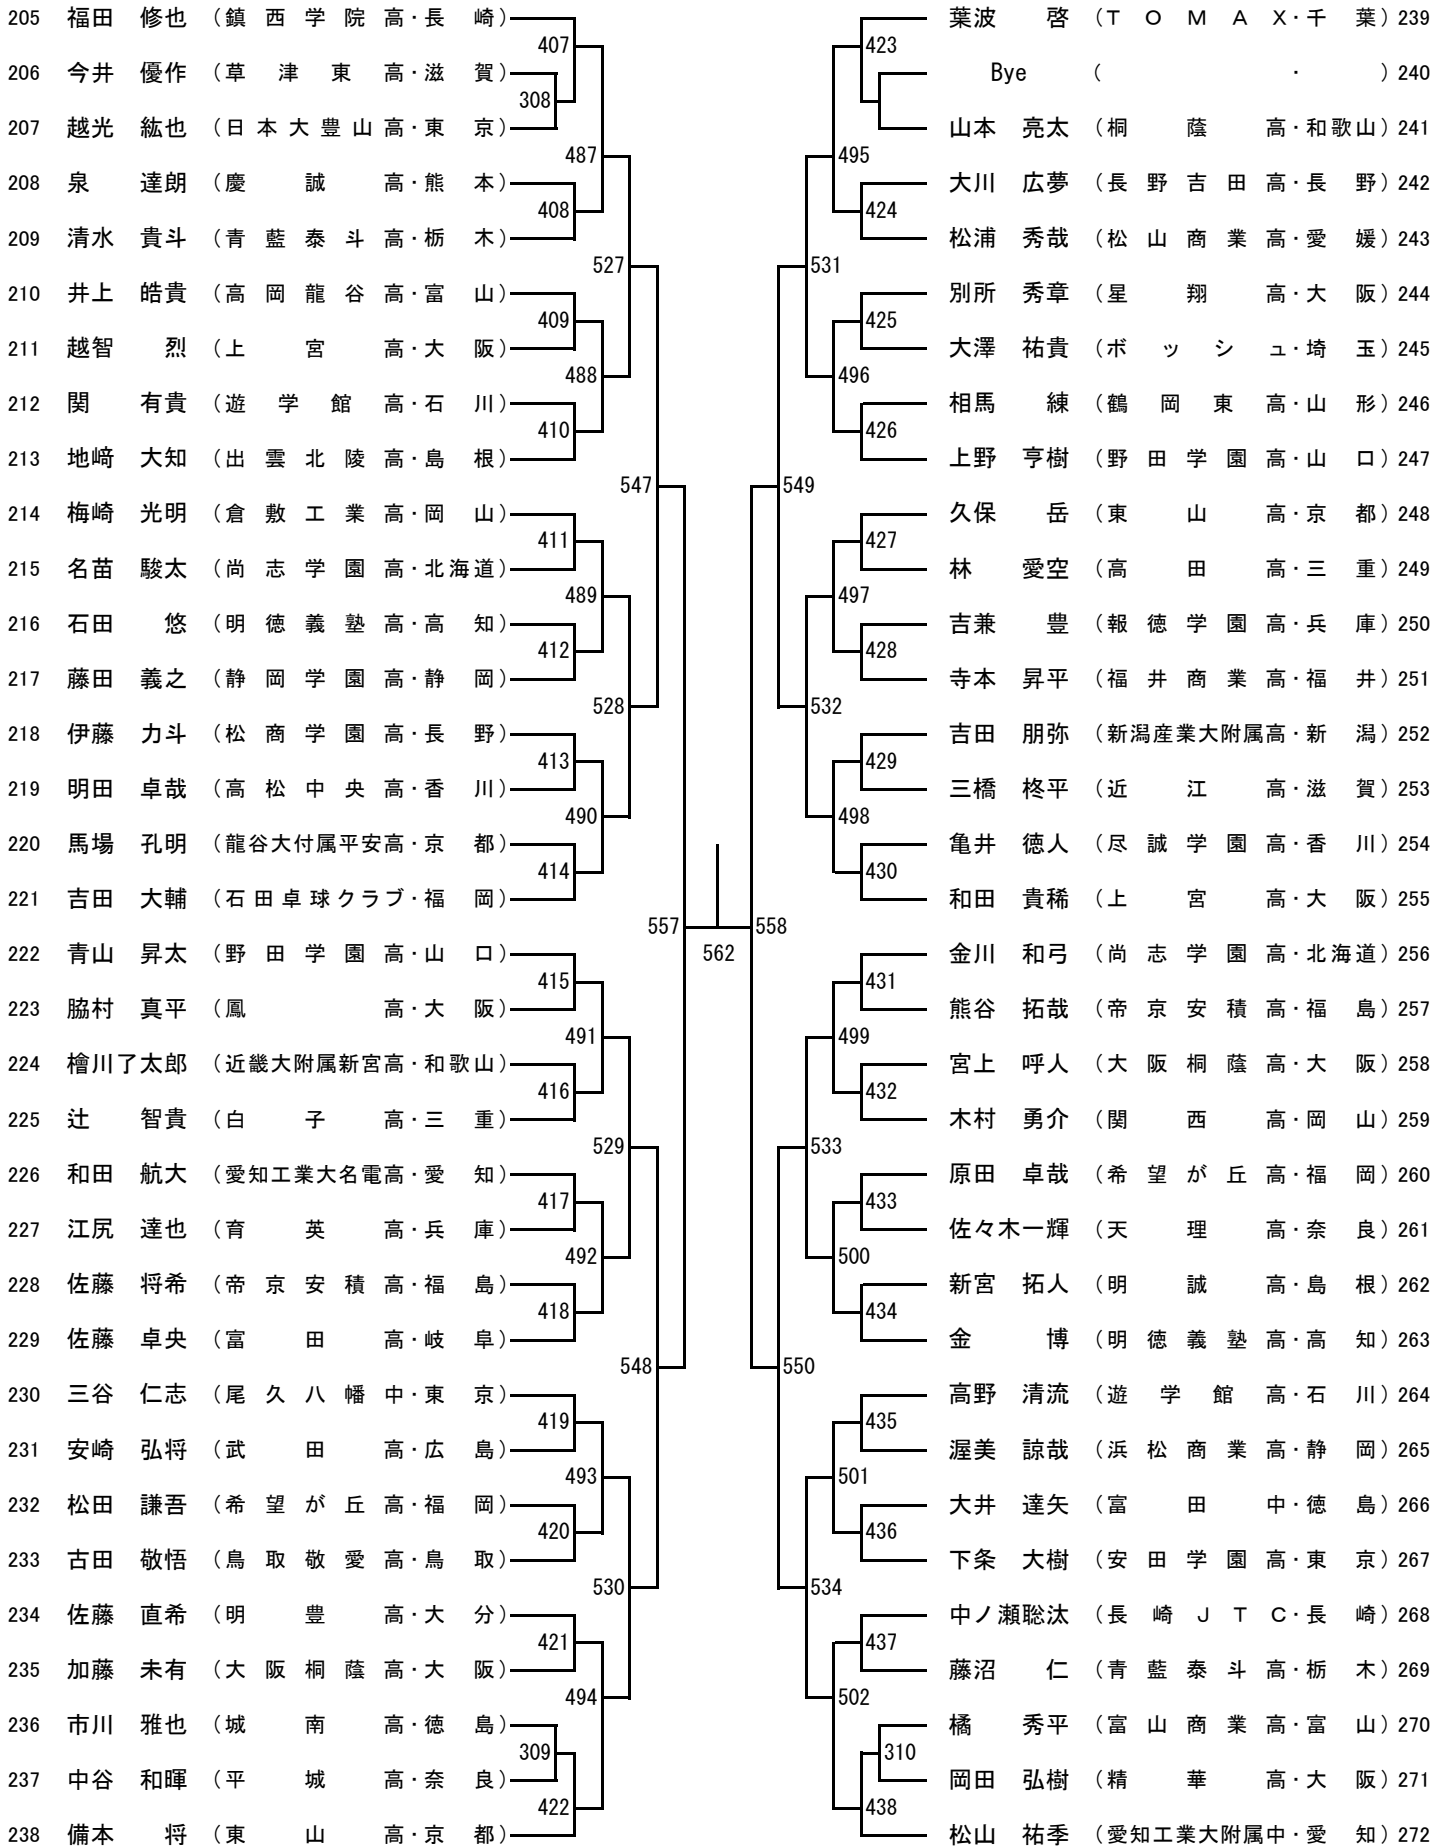 205 福田 修也 (鎮西学院高・長崎)
407
206 今井 優作 (草津東高・滋賀)
308
207 越光 紘也 (日本大豊山高・東京)
487
208 泉 達朗 (慶誠高・熊本)
408
209 清水 貴斗 (青藍泰斗高・栃木)
527
210 井上 皓貴 (高岡龍谷高・富山)
409
211 越智 烈 (上宮高・大阪)
488
212 関 有貴 (遊学館高・石川)
410
213 地﨑 大知 (出雲北陵高・島根)
547
214 梅崎 光明 (倉敷工業高・岡山)
411
215 名苗 駿太 (尚志学園高・北海道)
489
216 石田 悠 (明徳義塾高・高知)
412
217 藤田 義之 (静岡学園高・静岡)
528
218 伊藤 力斗 (松商学園高・長野)
413
219 明田 卓哉 (高松中央高・香川)
490
220 馬場 孔明 (龍谷大付属平安高・京都)
414
221 吉田 大輔 (石田卓球クラブ・福岡)
557
222 青山 昇太 (野田学園高・山口)
415
223 脇村 真平 (鳳高・大阪)
491
224 檜川了太郎 (近畿大附属新宮高・和歌山)
416
225 辻 智貴 (白子高・三重)
529
226 和田 航大 (愛知工業大名電高・愛知)
417
227 江尻 達也 (育英高・兵庫)
492
228 佐藤 将希 (帝京安積高・福島)
418
229 佐藤 卓央 (富田高・岐阜)
548
230 三谷 仁志 (尾久八幡中・東京)
419
231 安崎 弘将 (武田高・広島)
493
232 松田 謙吾 (希望が丘高・福岡)
420
233 古田 敬悟 (鳥取敬愛高・鳥取)
530
234 佐藤 直希 (明豊高・大分)
421
235 加藤 未有 (大阪桐蔭高・大阪)
494
236 市川 雅也 (城南高・徳島)
309
237 中谷 和暉 (平城高・奈良)
422
238 備本 将 (東山高・京都)
562
葉波 啓 (TOMAX・千葉) 239
423
Bye ( ・ ) 240
山本 亮太 (桐蔭高・和歌山) 241
495
大川 広夢 (長野吉田高・長野) 242
424
松浦 秀哉 (松山商業高・愛媛) 243
531
別所 秀章 (星翔高・大阪) 244
425
大澤 祐貴 (ボッシュ・埼玉) 245
496
相馬 練 (鶴岡東高・山形) 246
426
上野 亨樹 (野田学園高・山口) 247
549
久保 岳 (東山高・京都) 248
427
林 愛空 (高田高・三重) 249
497
吉兼 豊 (報徳学園高・兵庫) 250
428
寺本 昇平 (福井商業高・福井) 251
532
吉田 朋弥 (新潟産業大附属高・新潟) 252
429
三橋 柊平 (近江高・滋賀) 253
498
亀井 徳人 (尽誠学園高・香川) 254
430
和田 貴稀 (上宮高・大阪) 255
558
金川 和弓 (尚志学園高・北海道) 256
431
熊谷 拓哉 (帝京安積高・福島) 257
499
宮上 呼人 (大阪桐蔭高・大阪) 258
432
木村 勇介 (関西高・岡山) 259
533
原田 卓哉 (希望が丘高・福岡) 260
433
佐々木一輝 (天理高・奈良) 261
500
新宮 拓人 (明誠高・島根) 262
434
金 博 (明徳義塾高・高知) 263
550
高野 清流 (遊学館高・石川) 264
435
渥美 諒哉 (浜松商業高・静岡) 265
501
大井 達矢 (富田中・徳島) 266
436
下条 大樹 (安田学園高・東京) 267
534
中ノ瀬聡汰 (長崎JTC・長崎) 268
437
藤沼 仁 (青藍泰斗高・栃木) 269
502
橘 秀平 (富山商業高・富山) 270
310
岡田 弘樹 (精華高・大阪) 271
438
松山 祐季 (愛知工業大附属中・愛知) 272